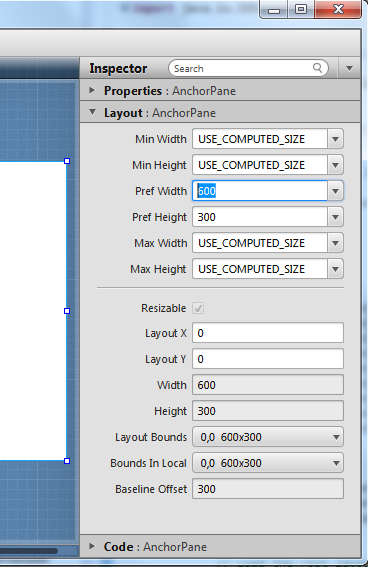 Inspector Search
Properties : AnchorPane
Layout : AnchorPane
Min Width USE_COMPUTED_SIZE
Min Height USE_COMPUTED_SIZE
Pref Width 600
Pref Height 300
Max Width USE_COMPUTED_SIZE
Max Height USE_COMPUTED_SIZE
Resizable
Layout X 0
Layout Y 0
Width 600
Height 300
Layout Bounds 0,0 600x300
Bounds In Local 0,0 600x300
Baseline Offset 300
Code : AnchorPane